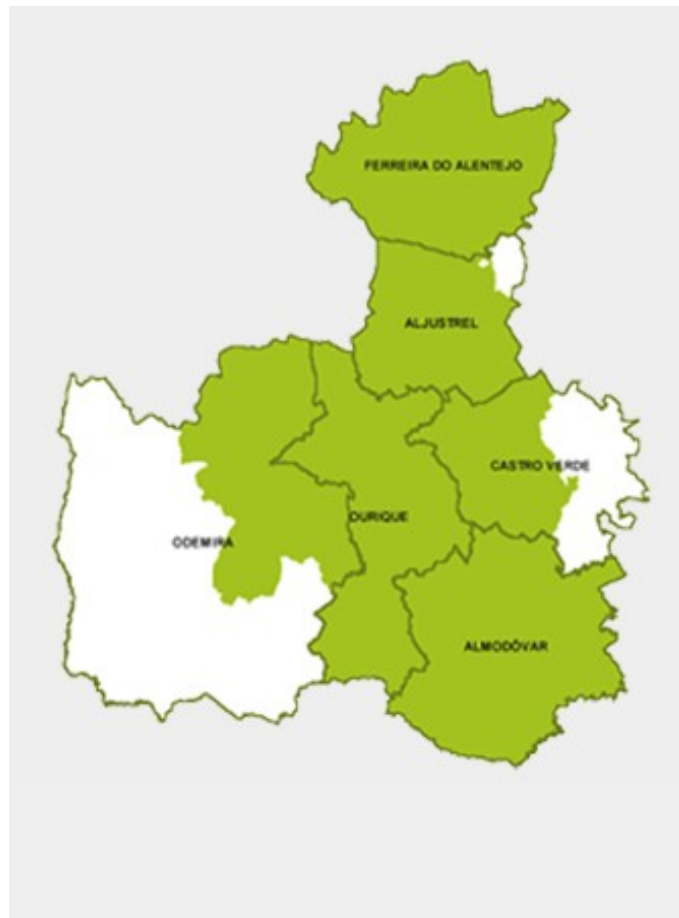 FERREIRA DO ALENTEJO
ALJUSTREL
CASTRO VERDE
OURIQUE
ODEMIRA
ALMODÔVAR